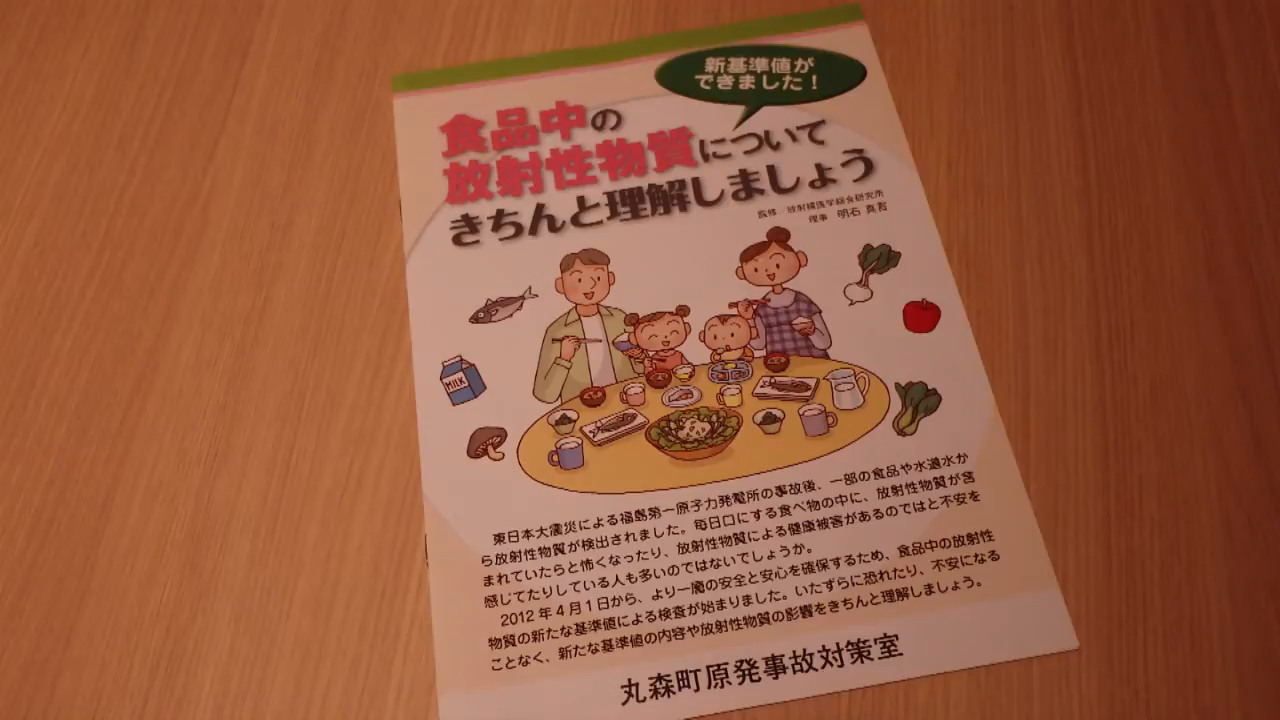 新基準値が
できました！
食品中の
放射性物質について
きちんと理解しましょう
監修 放射線医学総合研究所
理事 明石 真言
MILK
東日本大震災による福島第一原子力発電所の事故後、一部の食品や水道水か
ら放射性物質が検出されました。毎日口にする食べ物の中に、放射性物質が含
まれていたらと怖くなったり、放射性物質による健康被害があるのではと不安を
感じてたりしている人も多いのではないでしょうか。
2012年4月1日から、より一層の安全と安心を確保するため、食品中の放射性
物質の新たな基準値による検査が始まりました。いたずらに恐れたり、不安になる
ことなく、新たな基準値の内容や放射性物質の影響をきちんと理解しましょう。
丸森町原発事故対策室